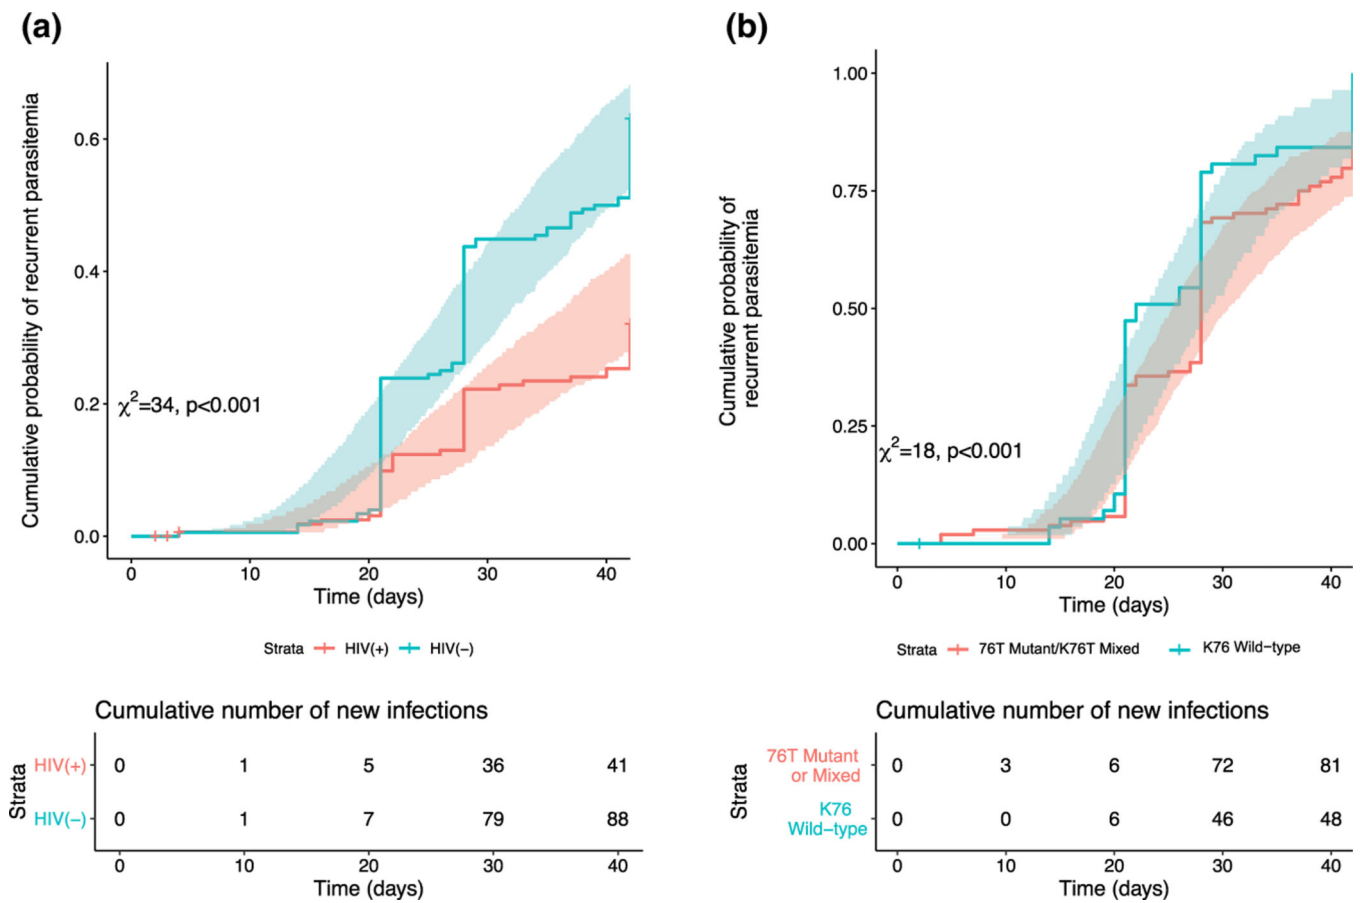 (a)
Cumulative probability of recurrent parasitemia
0.6
0.4
0.2
0.0
χ²=34, p<0.001
0 10 20 30 40
Time (days)
Strata HIV(+) HIV(−)
Cumulative number of new infections
Strata
HIV(+) 0 1 5 36 41
HIV(−) 0 1 7 79 88
0 10 20 30 40
Time (days)
(b)
Cumulative probability of
recurrent parasitemia
1.00
0.75
0.50
0.25
0.00
χ²=18, p<0.001
0 10 20 30 40
Time (days)
Strata 76T Mutant/K76T Mixed K76 Wild−type
Cumulative number of new infections
Strata
76T Mutant
or Mixed 0 3 6 72 81
K76
Wild−type 0 0 6 46 48
0 10 20 30 40
Time (days)